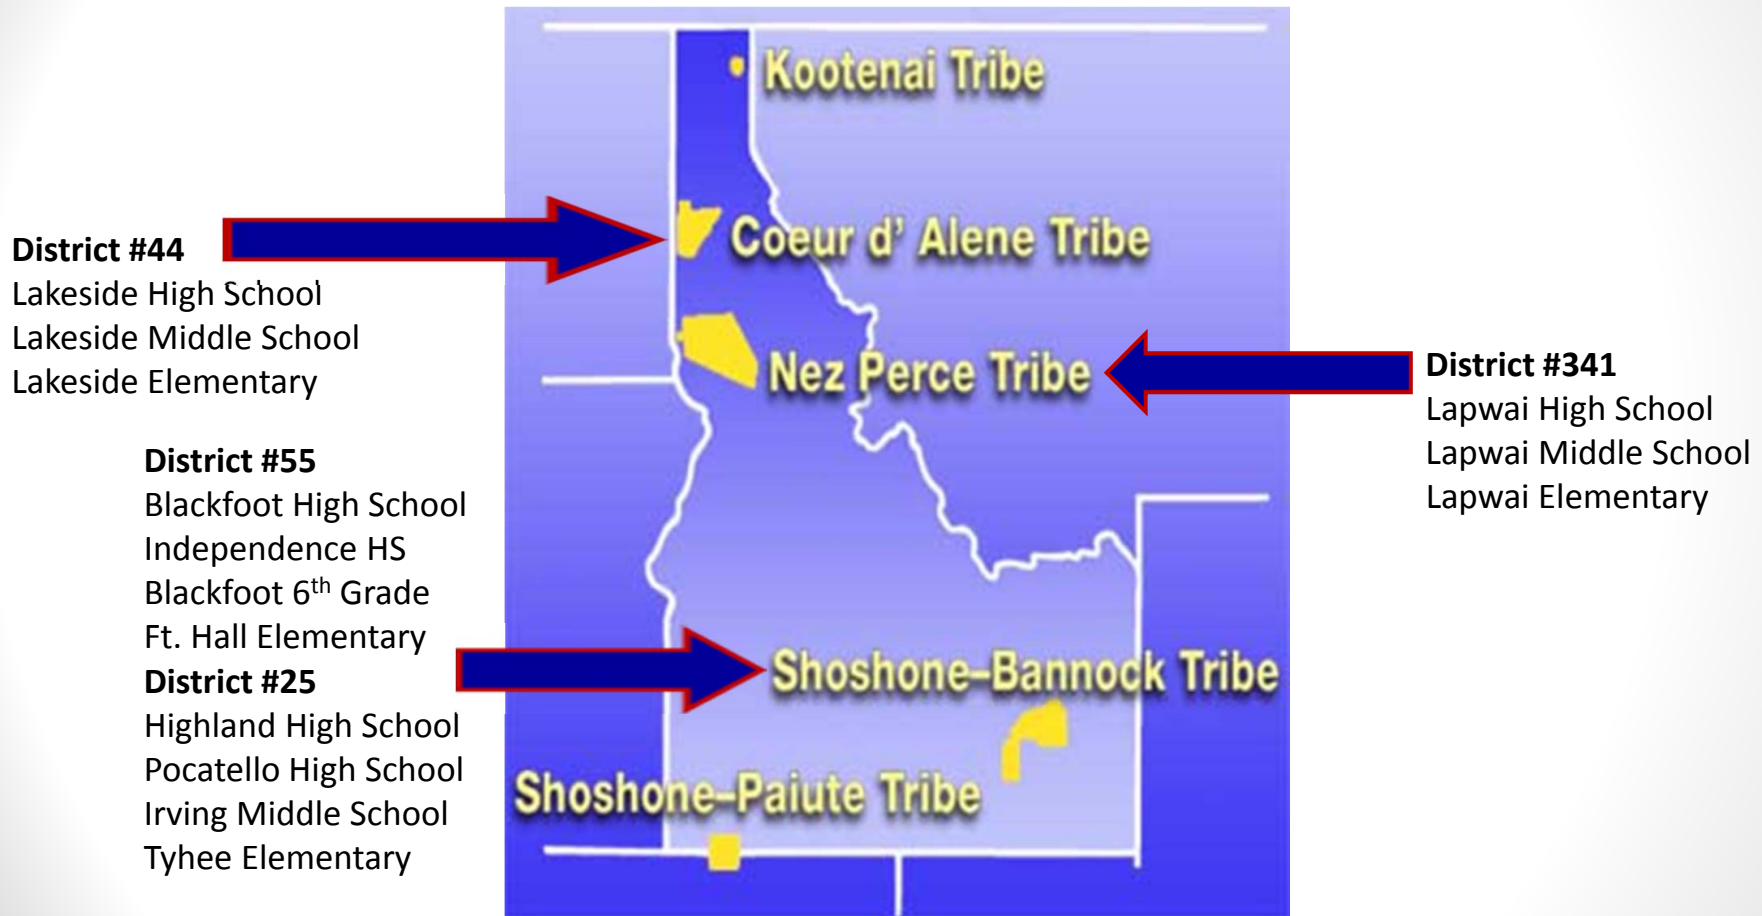 Kootenai Tribe
Coeur d' Alene Tribe
Nez Perce Tribe
Shoshone–Bannock Tribe
Shoshone–Paiute Tribe
District #44
Lakeside High School
Lakeside Middle School
Lakeside Elementary
District #55
Blackfoot High School
Independence HS
Blackfoot 6th Grade
Ft. Hall Elementary
District #25
Highland High School
Pocatello High School
Irving Middle School
Tyhee Elementary
District #341
Lapwai High School
Lapwai Middle School
Lapwai Elementary